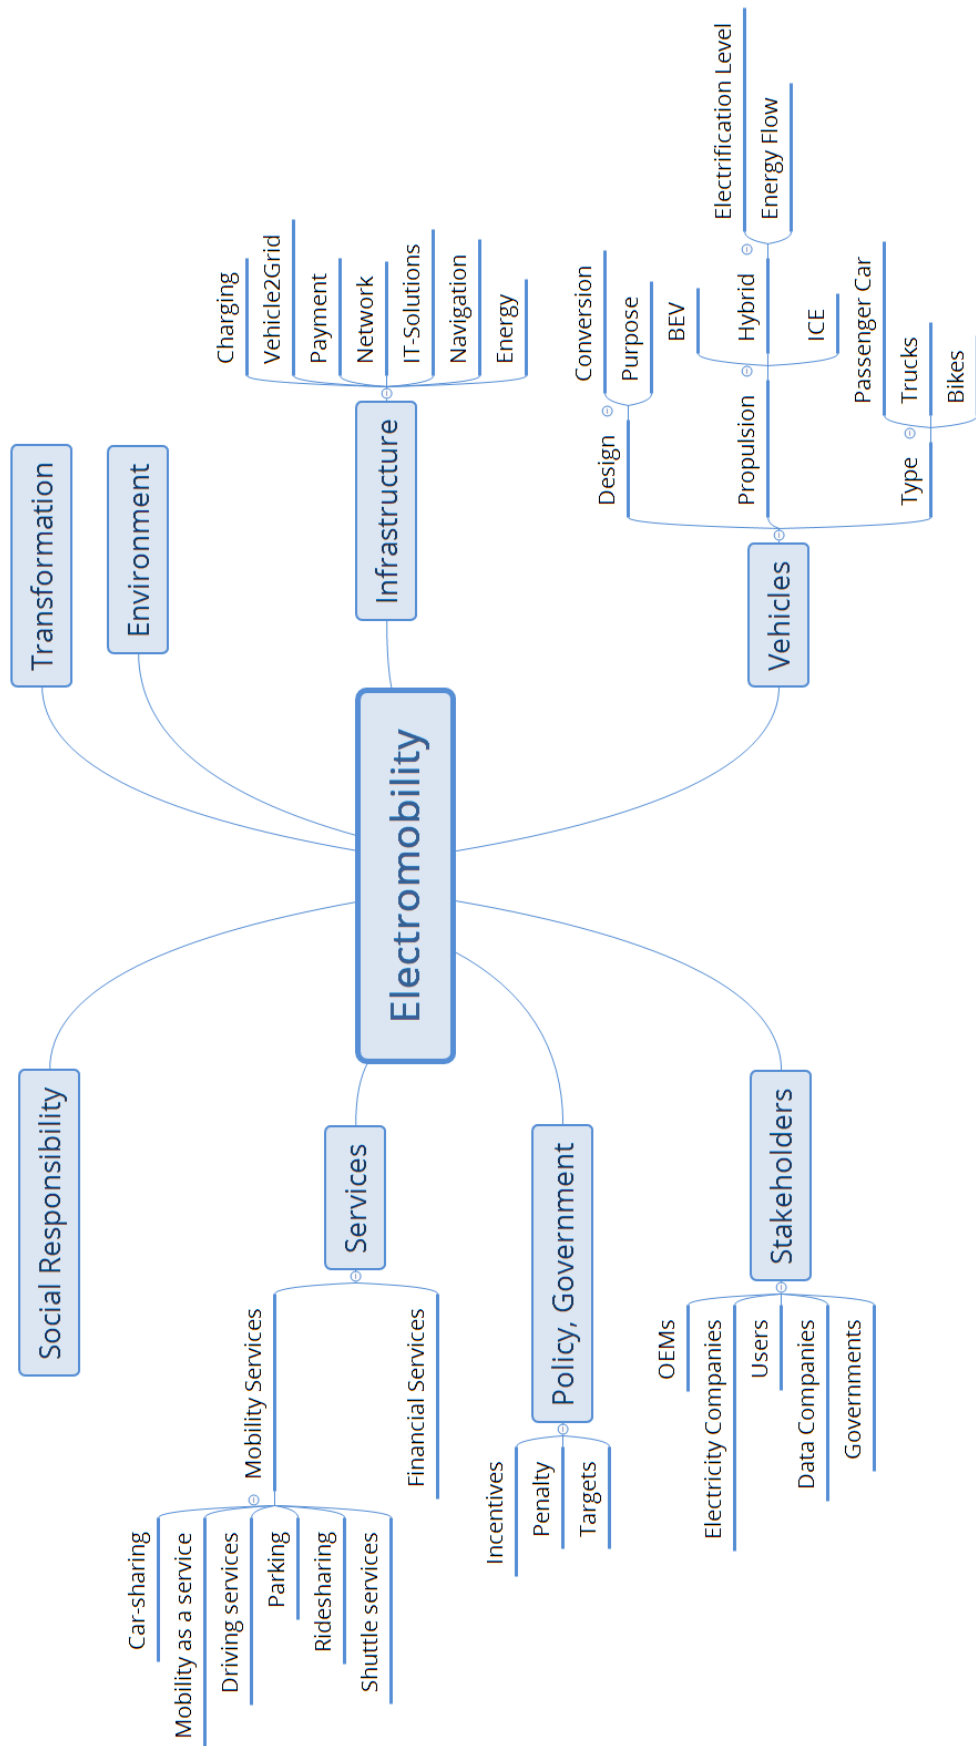 Electromobility
Transformation
Environment
Infrastructure
Charging
Vehicle2Grid
Payment
Network
IT-Solutions
Navigation
Energy
Vehicles
Design
Conversion
Purpose
Propulsion
BEV
Hybrid
Electrification Level
Energy Flow
ICE
Type
Passenger Car
Trucks
Bikes
Social Responsibility
Services
Mobility Services
Car-sharing
Mobility as a service
Driving services
Parking
Ridesharing
Shuttle services
Financial Services
Policy, Government
Incentives
Penalty
Targets
Stakeholders
OEMs
Electricity Companies
Users
Data Companies
Governments